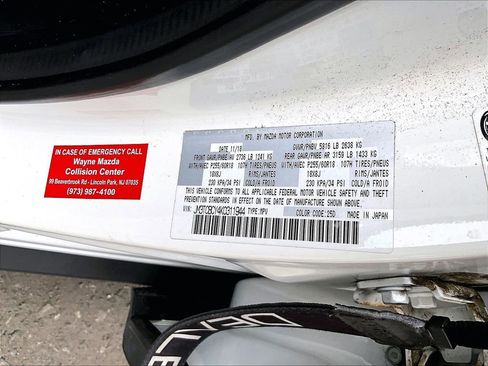 MFD. BY MAZDA MOTOR CORPORATION
DATE: 11/18
GVWR/PNBV 5816 LB 2638 KG
FRONT GAWR/PNBE/AV 2736 LB 1241 KG
REAR GAWR/PNBE/AR 3159 LB 1433 KG
WITH/AVEC P255/60R18 107H TIRES/PNEUS
WITH/AVEC P255/60R18 107H TIRES/PNEUS
18X8J RIMS/JANTES
18X8J RIMS/JANTES
230 KPA/34 PSI COLD/A FROID
230 KPA/34 PSI COLD/A FROID
THIS VEHICLE CONFORMS TO ALL APPLICABLE FEDERAL MOTOR VEHICLE SAFETY AND THEFT
PREVENTION STANDARDS IN EFFECT ON THE DATE OF MANUFACTURE SHOWN ABOVE.
VIN: JM3TCBCY4K0311944 TYPE:MPV COLOR:25D MADE IN JAPAN
IN CASE OF EMERGENCY CALL
Wayne Mazda
Collision Center
99 Beaverbrook Rd - Lincoln Park, NJ 07035
(973) 987-4100
DEALE